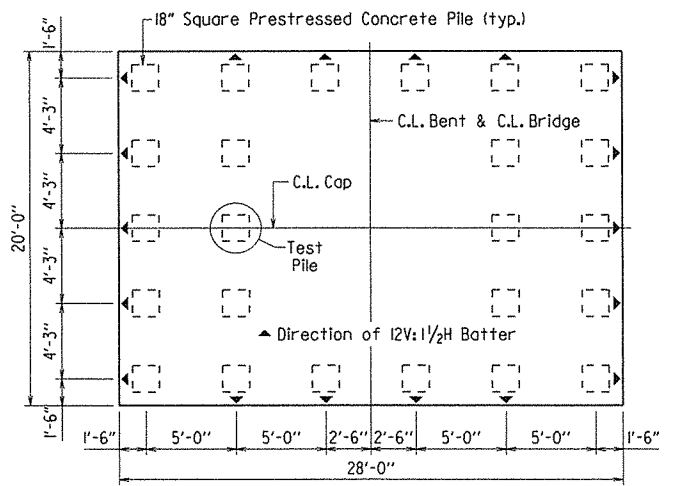 18" Square Prestressed Concrete Pile (typ.)
1'-6"
4'-3"
C.L. Bent & C.L. Bridge
4'-3"
C.L. Cap
20'-0"
Test
Pile
4'-3"
Direction of 12V: 1 1/2H Batter
4'-3"
1'-6"
1'-6" 5'-0" 5'-0" 2'-6" 2'-6" 5'-0" 5'-0" 1'-6"
28'-0"